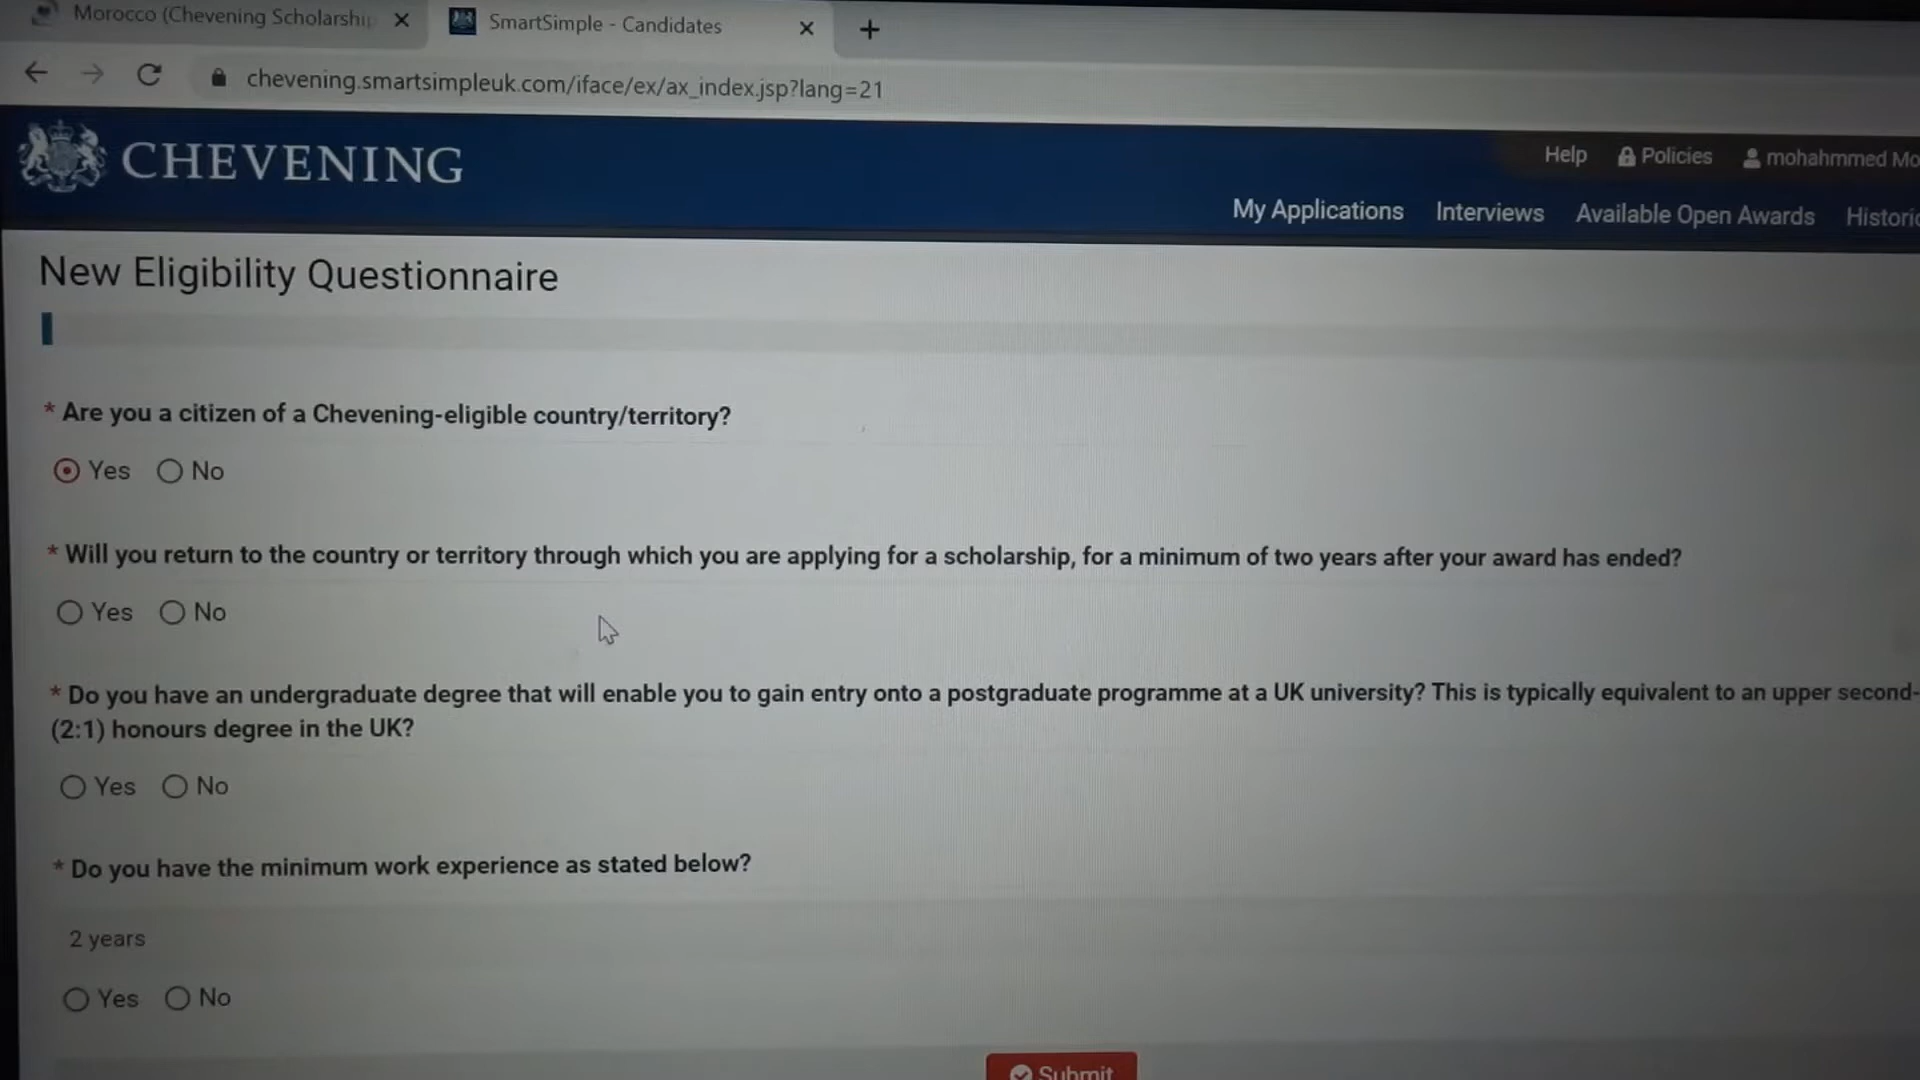 Morocco (Chevening Scholarshi
SmartSimple - Candidates
chevening.smartsimpleuk.com/iface/ex/ax_index.jsp?lang=21
CHEVENING
Help Policies mohahmmed Mo
My Applications Interviews Available Open Awards Historic
New Eligibility Questionnaire
* Are you a citizen of a Chevening-eligible country/territory?
Yes No
* Will you return to the country or territory through which you are applying for a scholarship, for a minimum of two years after your award has ended?
Yes No
* Do you have an undergraduate degree that will enable you to gain entry onto a postgraduate programme at a UK university? This is typically equivalent to an upper second-
(2:1) honours degree in the UK?
Yes No
* Do you have the minimum work experience as stated below?
2 years
Yes No
Submit